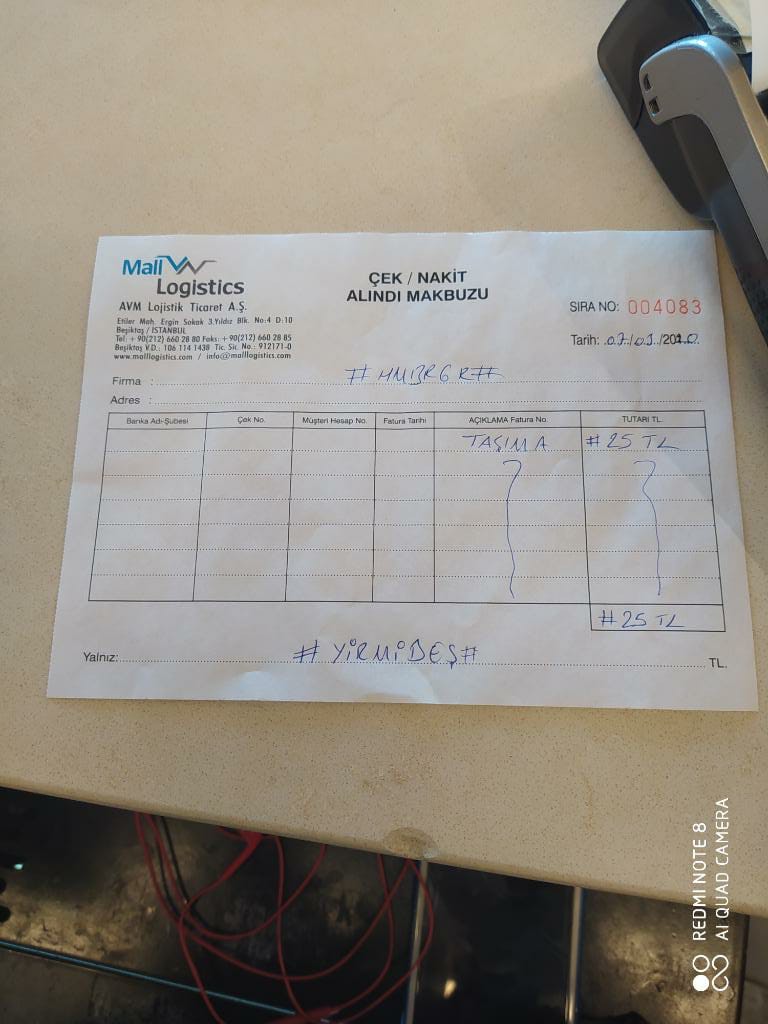 Mall Logistics
AVM Lojistik Ticaret A.Ş.
Etiler Mah. Ergin Sokak 3.Yıldız Blk. No:4 D:10
Beşiktaş / İSTANBUL
Tel: + 90(212) 660 28 80 Faks: + 90(212) 660 28 85
Beşiktaş V.D.: 106 114 1438 Tic. Sic. No.: 912171-0
www.malllogistics.com / info@malllogistics.com
ÇEK / NAKİT
ALINDI MAKBUZU
SIRA NO: 004083
Tarih: 07/01/2020
Firma : #HMBRGR#
Adres :
Banka Adı-Şubesi Çek No. Müşteri Hesap No. Fatura Tarihi AÇIKLAMA Fatura No. TUTARI TL.
TAŞIMA #25 TL
#25 TL
Yalnız: #YİRMİBEŞ# TL.
REDMI NOTE 8
AI QUAD CAMERA